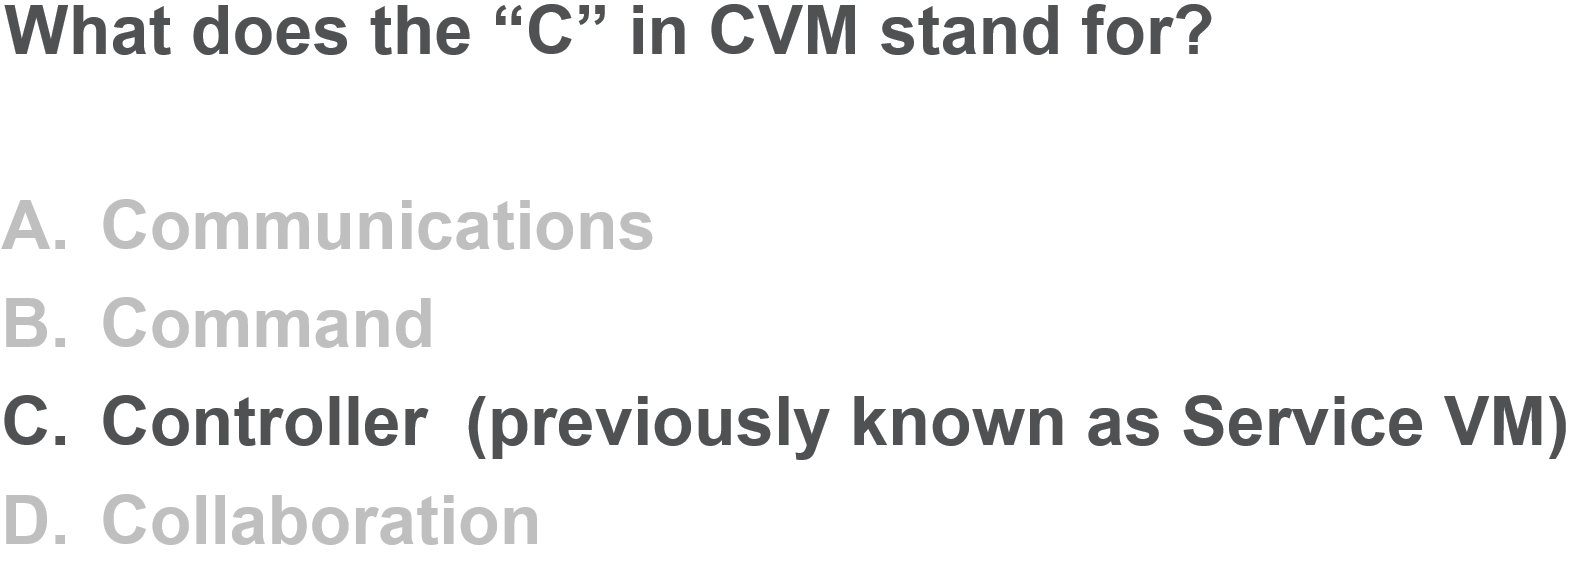 What does the “C” in CVM stand for?
A. Communications
B. Command
C. Controller  (previously known as Service VM)
D. Collaboration